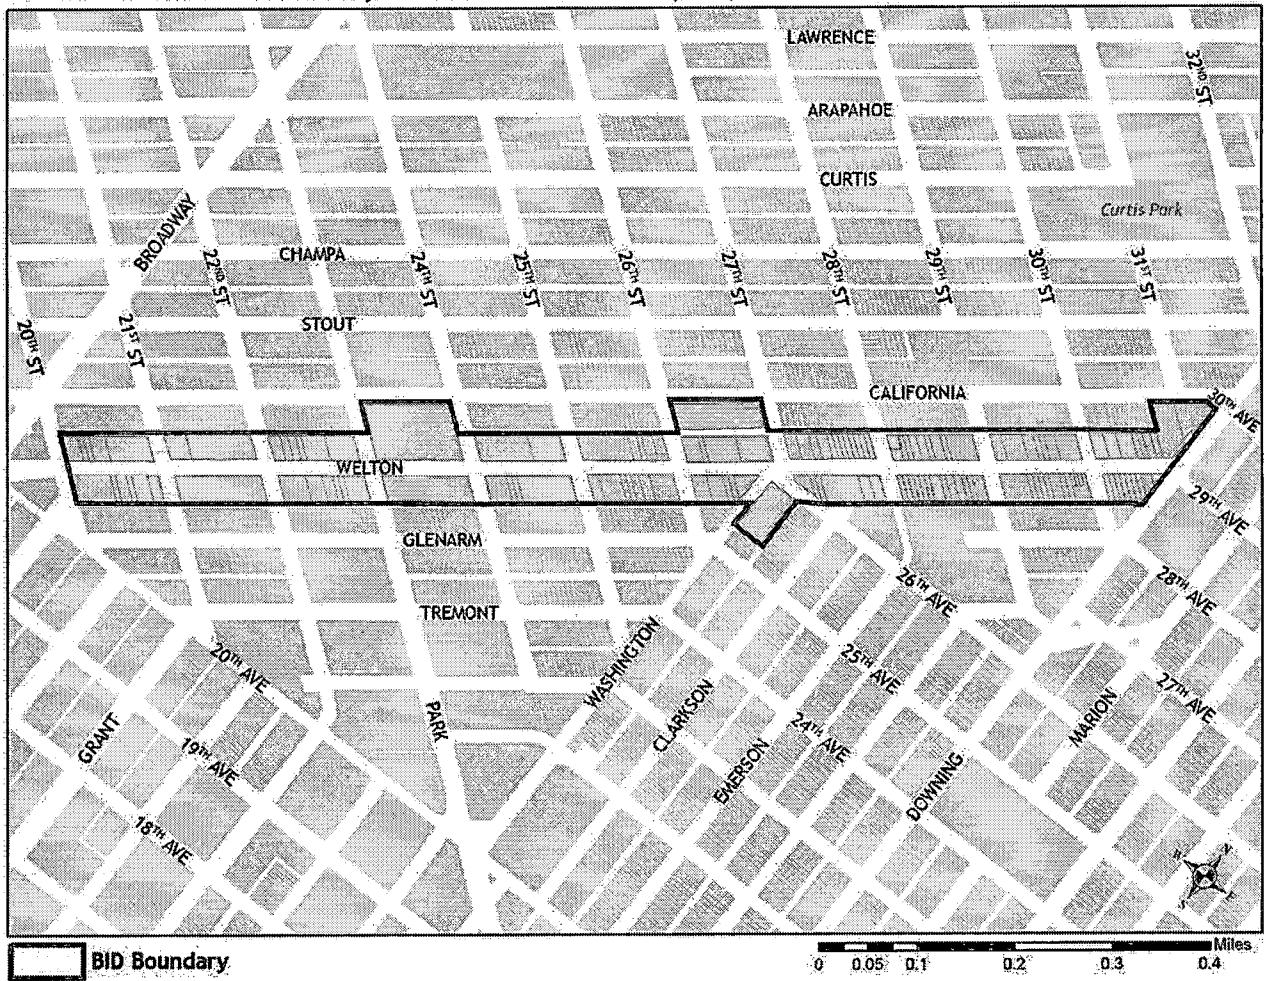 LAWRENCE
32ND ST
ARAPAHOE
CURTIS
Curtis Park
BROADWAY
CHAMPA
22ND ST
24TH ST
25TH ST
26TH ST
27TH ST
28TH ST
29TH ST
30TH ST
31ST ST
20TH ST
21ST ST
STOUT
CALIFORNIA
30TH AVE
WELTON
29TH AVE
GLENARM
26TH AVE
28TH AVE
TREMONT
20TH AVE
WASHINGTON
25TH AVE
27TH AVE
GRANT
PARK
CLARKSON
MARION
19TH AVE
24TH AVE
EMERSON
DOWNING
18TH AVE
N
E
S
BID Boundary
Miles
0 0.05 0.1 0.2 0.3 0.4